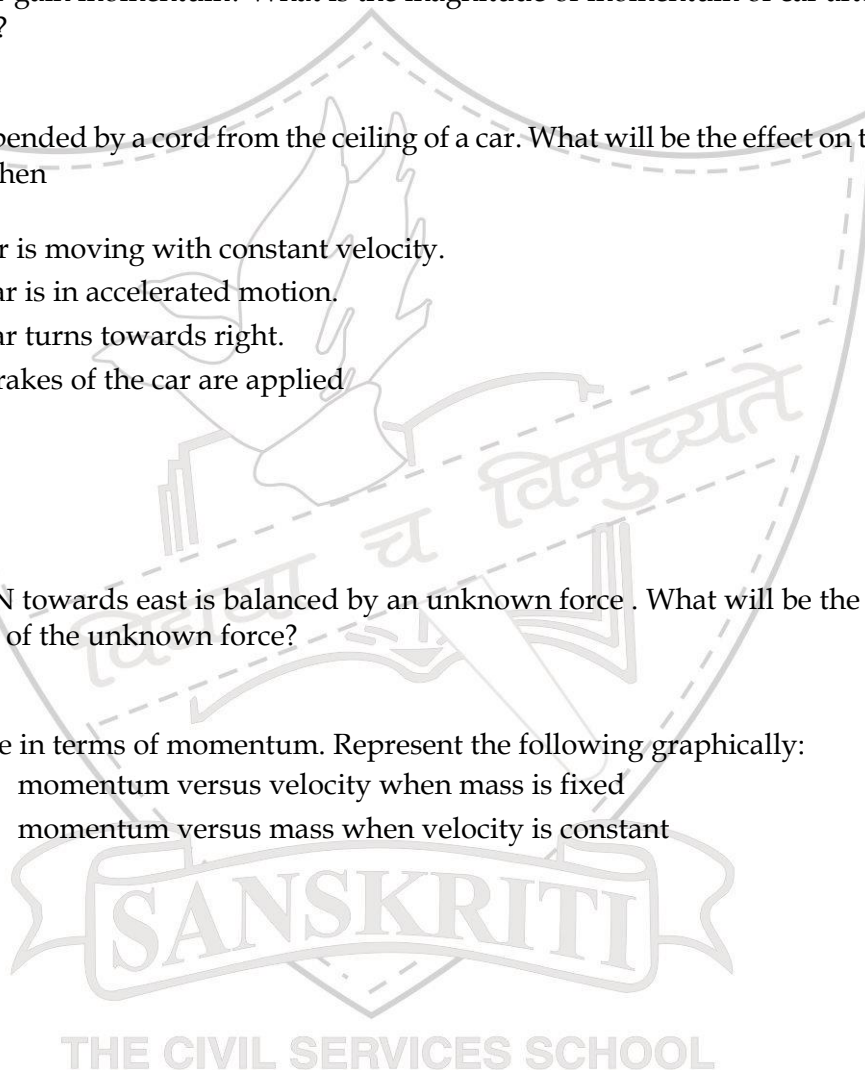 gain momentum? What is the magnitude of momentum of car
?
pended by a cord from the ceiling of a car. What will be the effect on t
hen
r is moving with constant velocity.
ar is in accelerated motion.
ar turns towards right.
rakes of the car are applied
विद्यया च विमुच्यते
N towards east is balanced by an unknown force . What will be the
of the unknown force?
e in terms of momentum. Represent the following graphically:
momentum versus velocity when mass is fixed
momentum versus mass when velocity is constant
SANSKRITI
THE CIVIL SERVICES SCHOOL